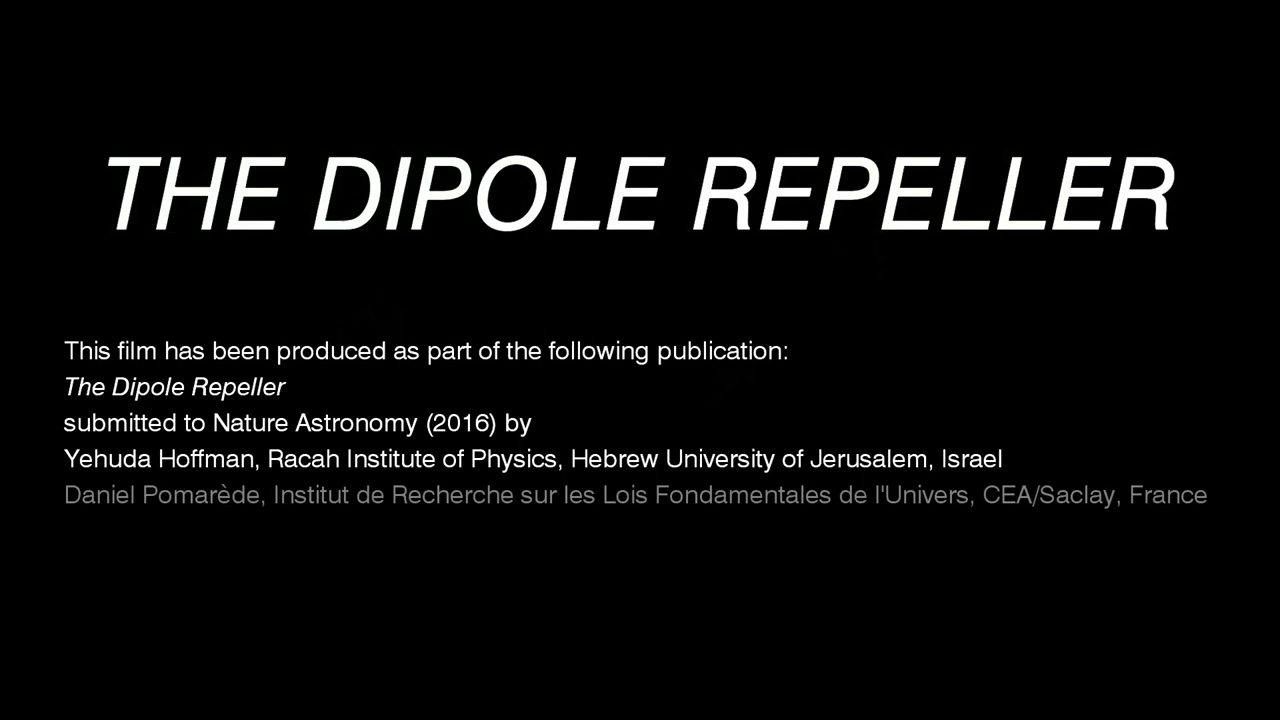 THE DIPOLE REPELLER
This film has been produced as part of the following publication:
The Dipole Repeller
submitted to Nature Astronomy (2016) by
Yehuda Hoffman, Racah Institute of Physics, Hebrew University of Jerusalem, Israel
Daniel Pomarède, Institut de Recherche sur les Lois Fondamentales de l'Univers, CEA/Saclay, France